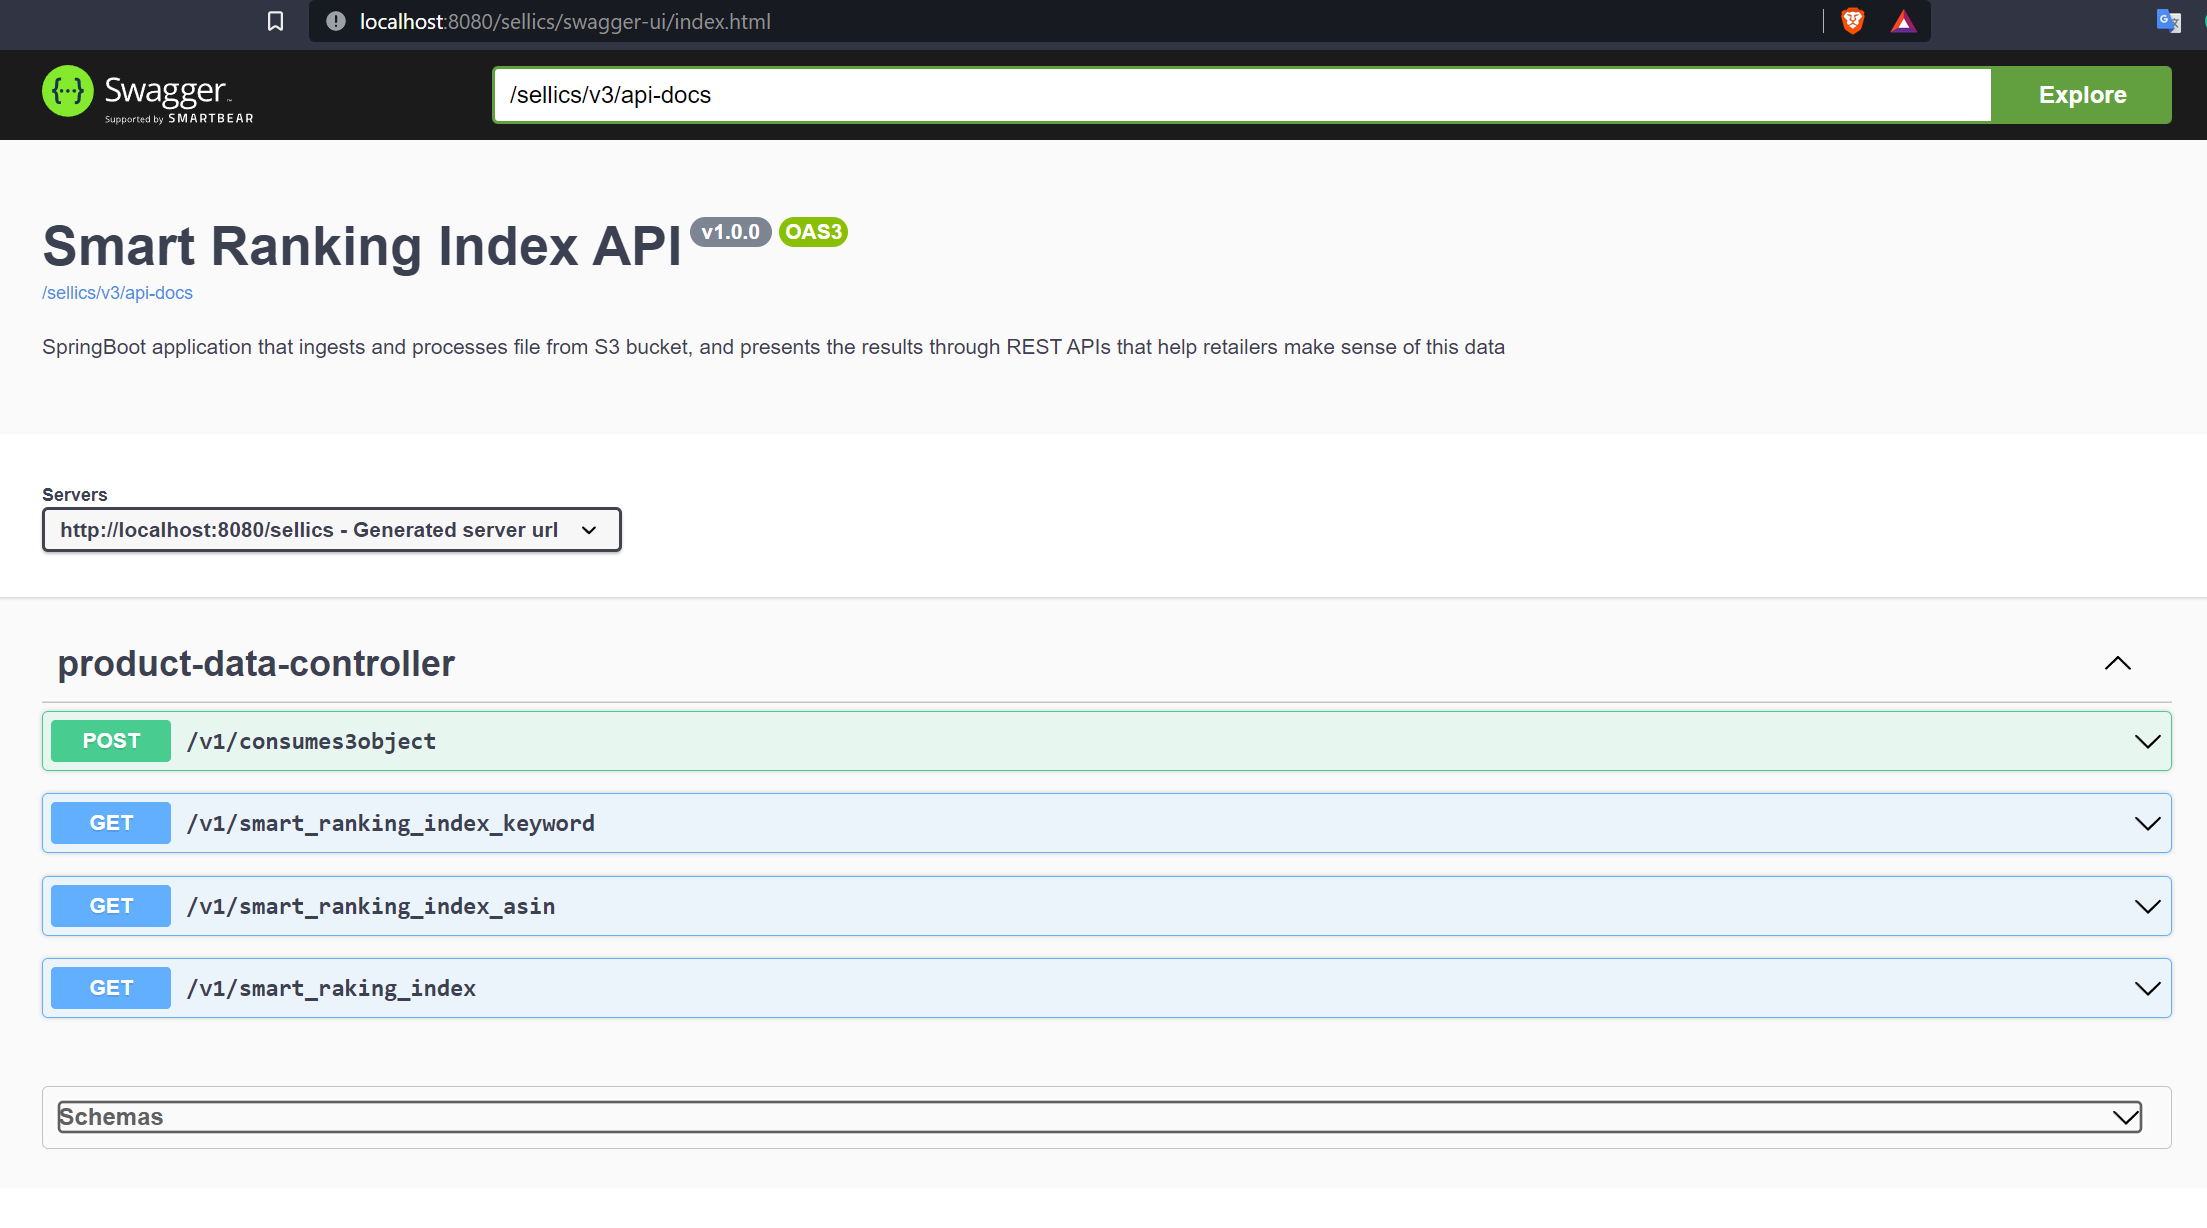 localhost:8080/sellics/swagger-ui/index.html
{···} Swagger™
Supported by SMARTBEAR
/sellics/v3/api-docs
Explore
Smart Ranking Index API v1.0.0 OAS3
/sellics/v3/api-docs
SpringBoot application that ingests and processes file from S3 bucket, and presents the results through REST APIs that help retailers make sense of this data
Servers
http://localhost:8080/sellics - Generated server url
product-data-controller
POST /v1/consumes3object
GET /v1/smart_ranking_index_keyword
GET /v1/smart_ranking_index_asin
GET /v1/smart_raking_index
Schemas